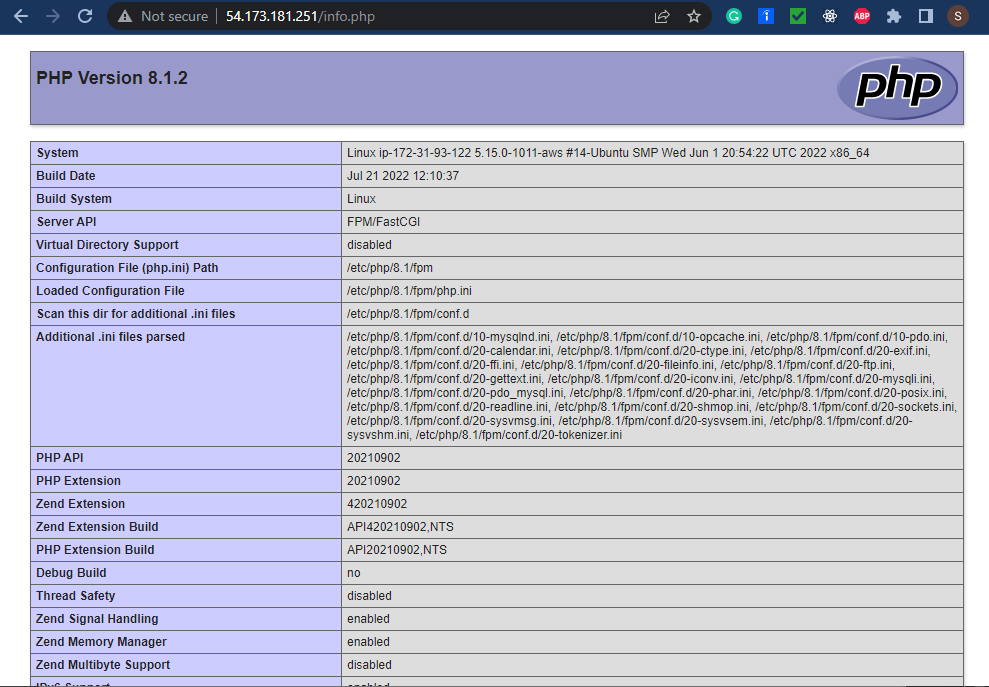 Not secure | 54.173.181.251/info.php
ABP
S
PHP Version 8.1.2
php
System Linux ip-172-31-93-122 5.15.0-1011-aws #14-Ubuntu SMP Wed Jun 1 20:54:22 UTC 2022 x86_64
Build Date Jul 21 2022 12:10:37
Build System Linux
Server API FPM/FastCGI
Virtual Directory Support disabled
Configuration File (php.ini) Path /etc/php/8.1/fpm
Loaded Configuration File /etc/php/8.1/fpm/php.ini
Scan this dir for additional .ini files /etc/php/8.1/fpm/conf.d
Additional .ini files parsed /etc/php/8.1/fpm/conf.d/10-mysqlnd.ini, /etc/php/8.1/fpm/conf.d/10-opcache.ini, /etc/php/8.1/fpm/conf.d/10-pdo.ini,
/etc/php/8.1/fpm/conf.d/20-calendar.ini, /etc/php/8.1/fpm/conf.d/20-ctype.ini, /etc/php/8.1/fpm/conf.d/20-exif.ini,
/etc/php/8.1/fpm/conf.d/20-ffi.ini, /etc/php/8.1/fpm/conf.d/20-fileinfo.ini, /etc/php/8.1/fpm/conf.d/20-ftp.ini,
/etc/php/8.1/fpm/conf.d/20-gettext.ini, /etc/php/8.1/fpm/conf.d/20-iconv.ini, /etc/php/8.1/fpm/conf.d/20-mysqli.ini,
/etc/php/8.1/fpm/conf.d/20-pdo_mysql.ini, /etc/php/8.1/fpm/conf.d/20-phar.ini, /etc/php/8.1/fpm/conf.d/20-posix.ini,
/etc/php/8.1/fpm/conf.d/20-readline.ini, /etc/php/8.1/fpm/conf.d/20-shmop.ini, /etc/php/8.1/fpm/conf.d/20-sockets.ini,
/etc/php/8.1/fpm/conf.d/20-sysvmsg.ini, /etc/php/8.1/fpm/conf.d/20-sysvsem.ini, /etc/php/8.1/fpm/conf.d/20-
sysvshm.ini, /etc/php/8.1/fpm/conf.d/20-tokenizer.ini
PHP API 20210902
PHP Extension 20210902
Zend Extension 420210902
Zend Extension Build API420210902,NTS
PHP Extension Build API20210902,NTS
Debug Build no
Thread Safety disabled
Zend Signal Handling enabled
Zend Memory Manager enabled
Zend Multibyte Support disabled
IPv6 Support enabled